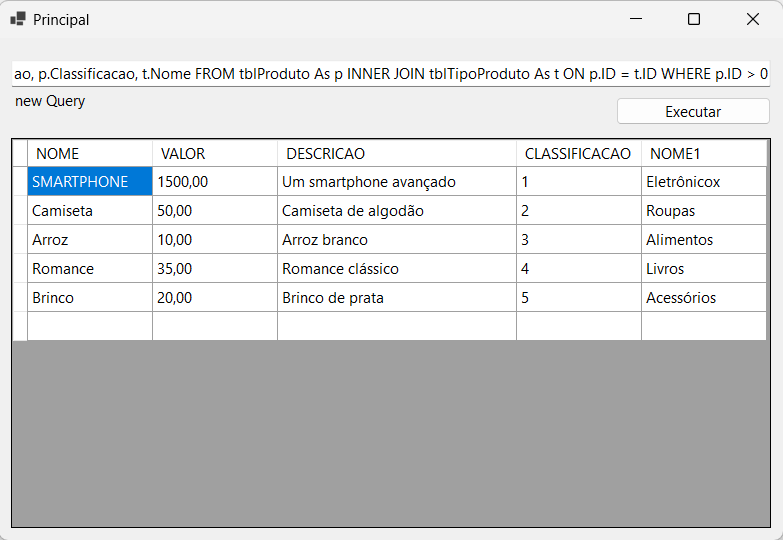 Principal
ao, p.Classificacao, t.Nome FROM tblProduto As p INNER JOIN tblTipoProduto As t ON p.ID = t.ID WHERE p.ID > 0
new Query
Executar
NOME VALOR DESCRICAO CLASSIFICACAO NOME1
SMARTPHONE 1500,00 Um smartphone avançado 1 Eletrônicox
Camiseta 50,00 Camiseta de algodão 2 Roupas
Arroz 10,00 Arroz branco 3 Alimentos
Romance 35,00 Romance clássico 4 Livros
Brinco 20,00 Brinco de prata 5 Acessórios